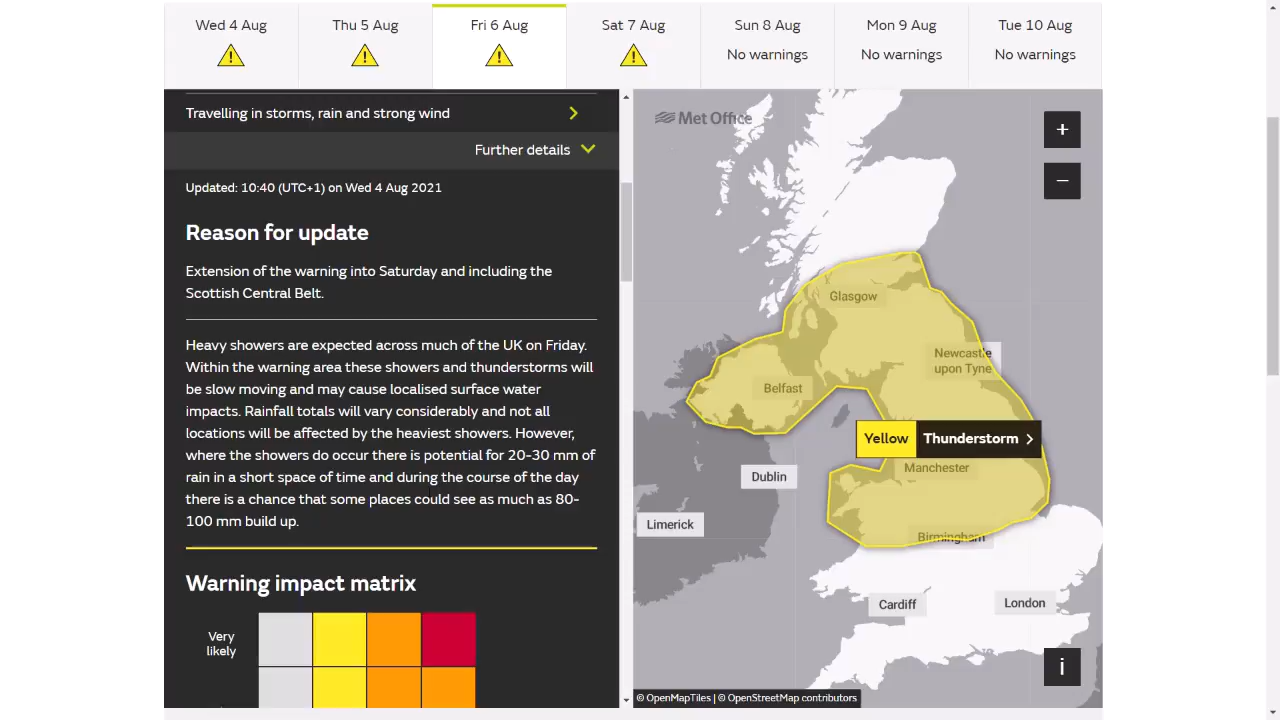 Wed 4 Aug
Thu 5 Aug
Fri 6 Aug
Sat 7 Aug
Sun 8 Aug
Mon 9 Aug
Tue 10 Aug
No warnings
No warnings
No warnings
Travelling in storms, rain and strong wind
Further details
Updated: 10:40 (UTC+1) on Wed 4 Aug 2021
Reason for update
Extension of the warning into Saturday and including the
Scottish Central Belt.
Heavy showers are expected across much of the UK on Friday.
Within the warning area these showers and thunderstorms will
be slow moving and may cause localised surface water
impacts. Rainfall totals will vary considerably and not all
locations will be affected by the heaviest showers. However,
where the showers do occur there is potential for 20-30 mm of
rain in a short space of time and during the course of the day
there is a chance that some places could see as much as 80-
100 mm build up.
Warning impact matrix
Very
likely
Met Office
+
−
Glasgow
Newcastle
upon Tyne
Belfast
Yellow Thunderstorm
Manchester
Dublin
Limerick
Birmingham
Cardiff
London
i
© OpenMapTiles | © OpenStreetMap contributors